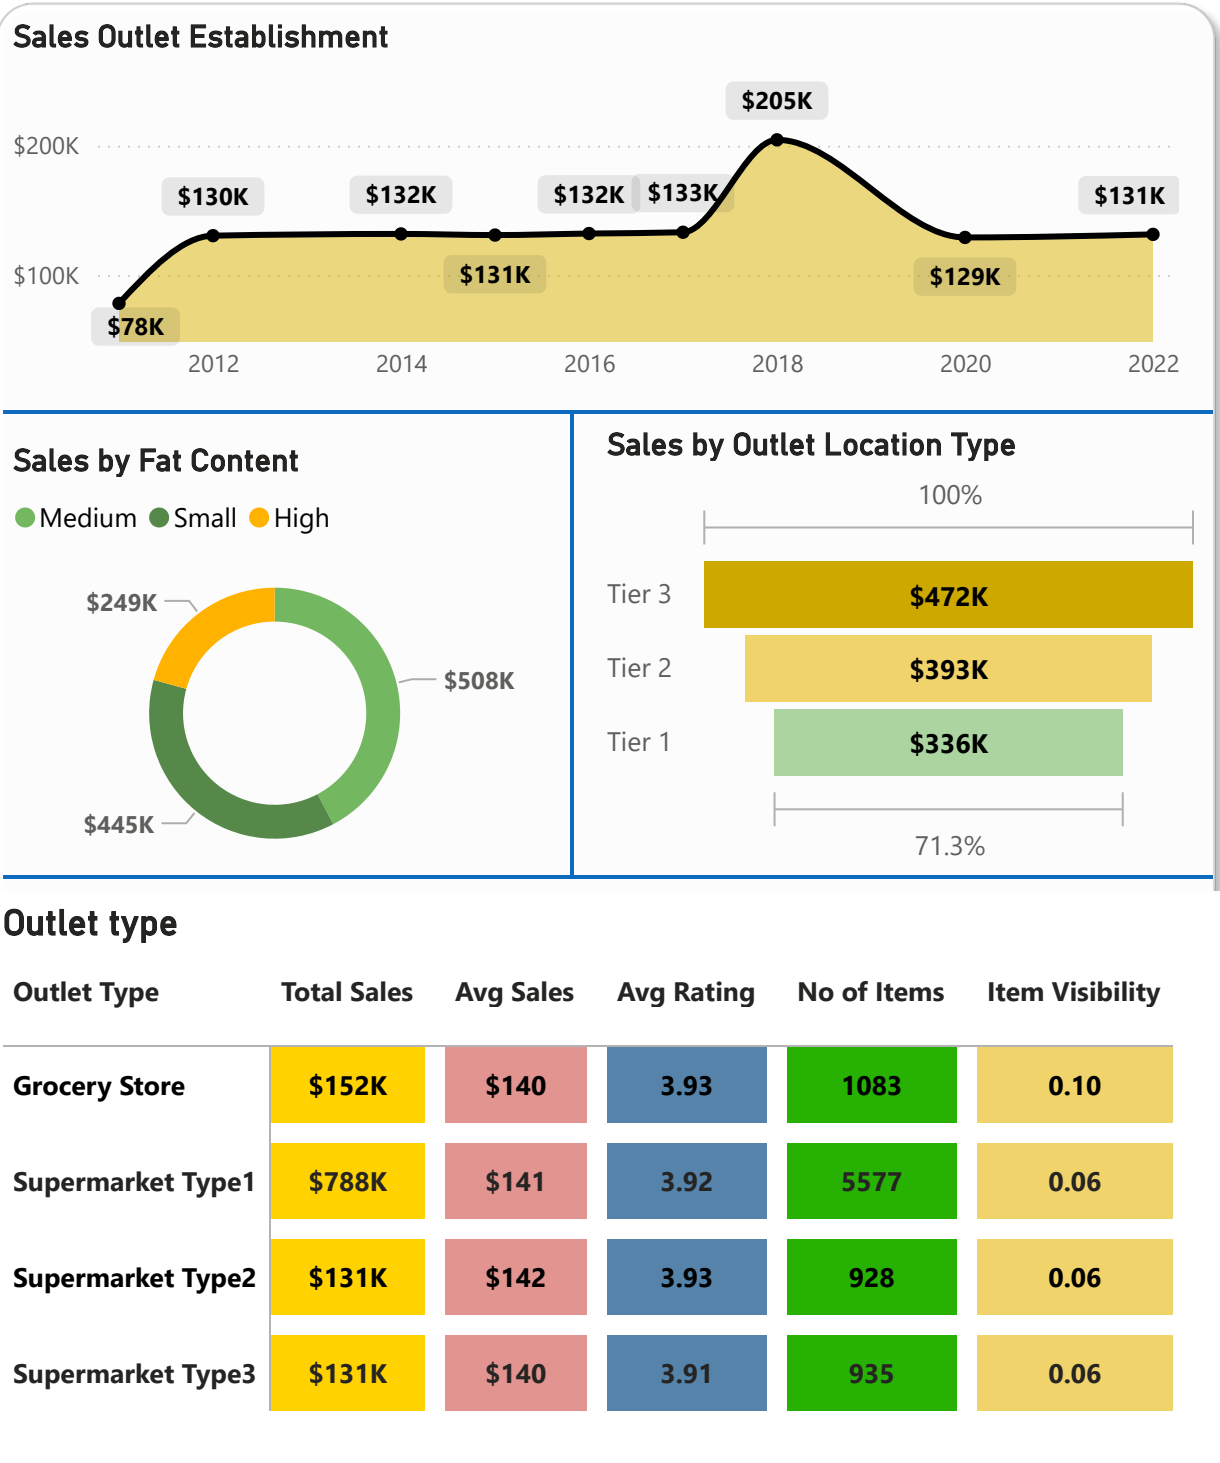 Sales Outlet Establishment
$205K
$200K
$130K $132K $132K $133K $131K
$100K
$131K $129K
$78K
2012 2014 2016 2018 2020 2022
Sales by Fat Content
Medium Small High
$249K
$508K
$445K
Sales by Outlet Location Type
100%
Tier 3 $472K
Tier 2 $393K
Tier 1 $336K
71.3%
Outlet type
Outlet Type Total Sales Avg Sales Avg Rating No of Items Item Visibility
Grocery Store $152K $140 3.93 1083 0.10
Supermarket Type1 $788K $141 3.92 5577 0.06
Supermarket Type2 $131K $142 3.93 928 0.06
Supermarket Type3 $131K $140 3.91 935 0.06